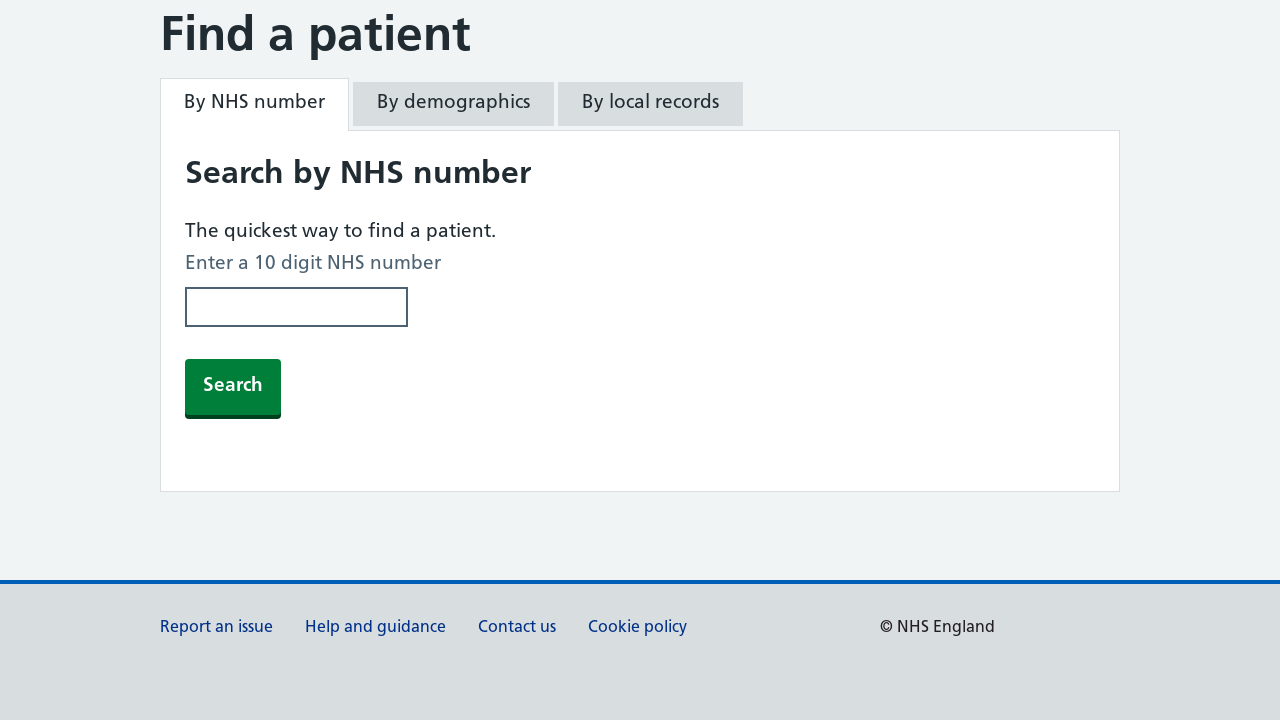 Find a patient
By NHS number
By demographics
By local records
Search by NHS number
The quickest way to find a patient.
Enter a 10 digit NHS number
Search
Report an issue
Help and guidance
Contact us
Cookie policy
© NHS England